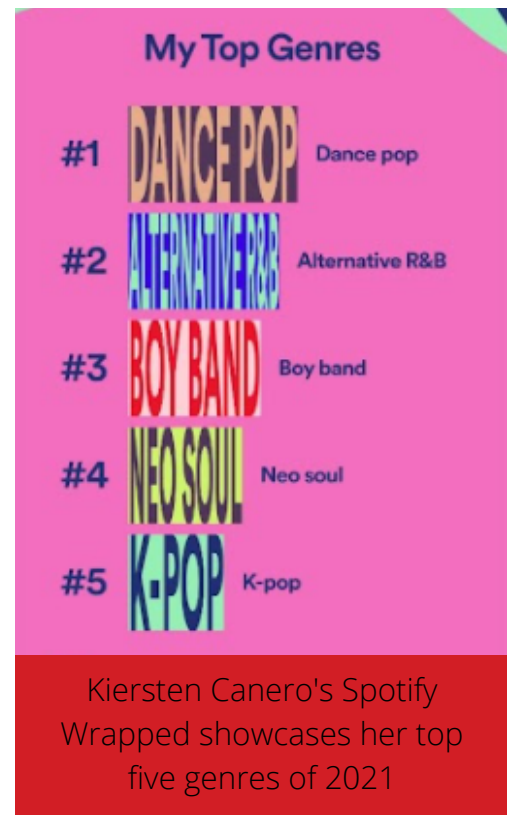 My Top Genres
#1 DANCE POP Dance pop
#2 ALTERNATIVE R&B Alternative R&B
#3 BOY BAND Boy band
#4 NEO SOUL Neo soul
#5 K-POP K-pop
Kiersten Canero's Spotify
Wrapped showcases her top
five genres of 2021